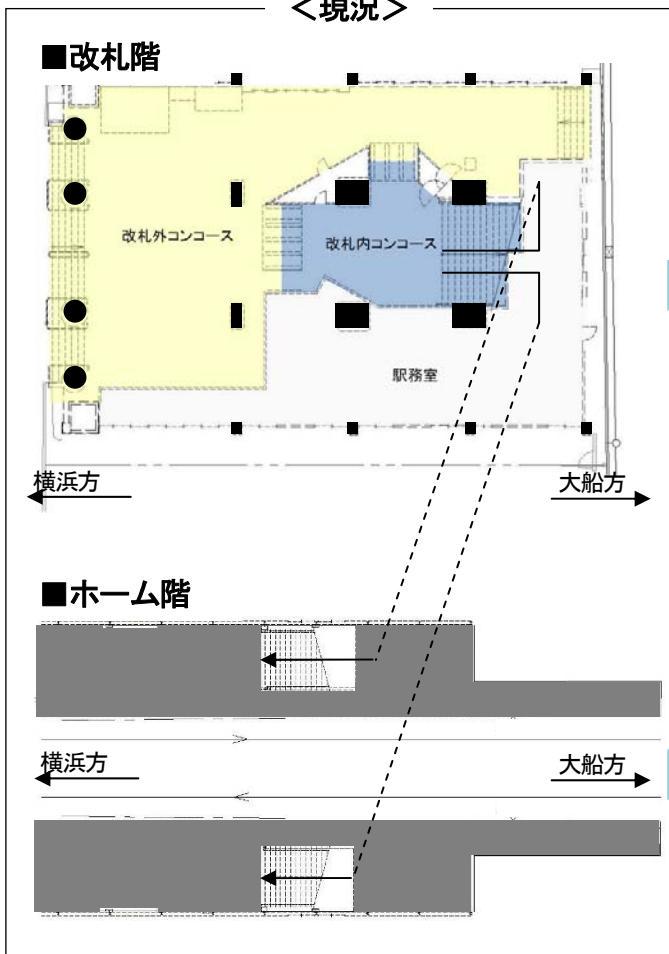 ＜現況＞
■改札階
改札外コンコース
改札内コンコース
駅務室
横浜方
大船方
■ホーム階
横浜方
大船方